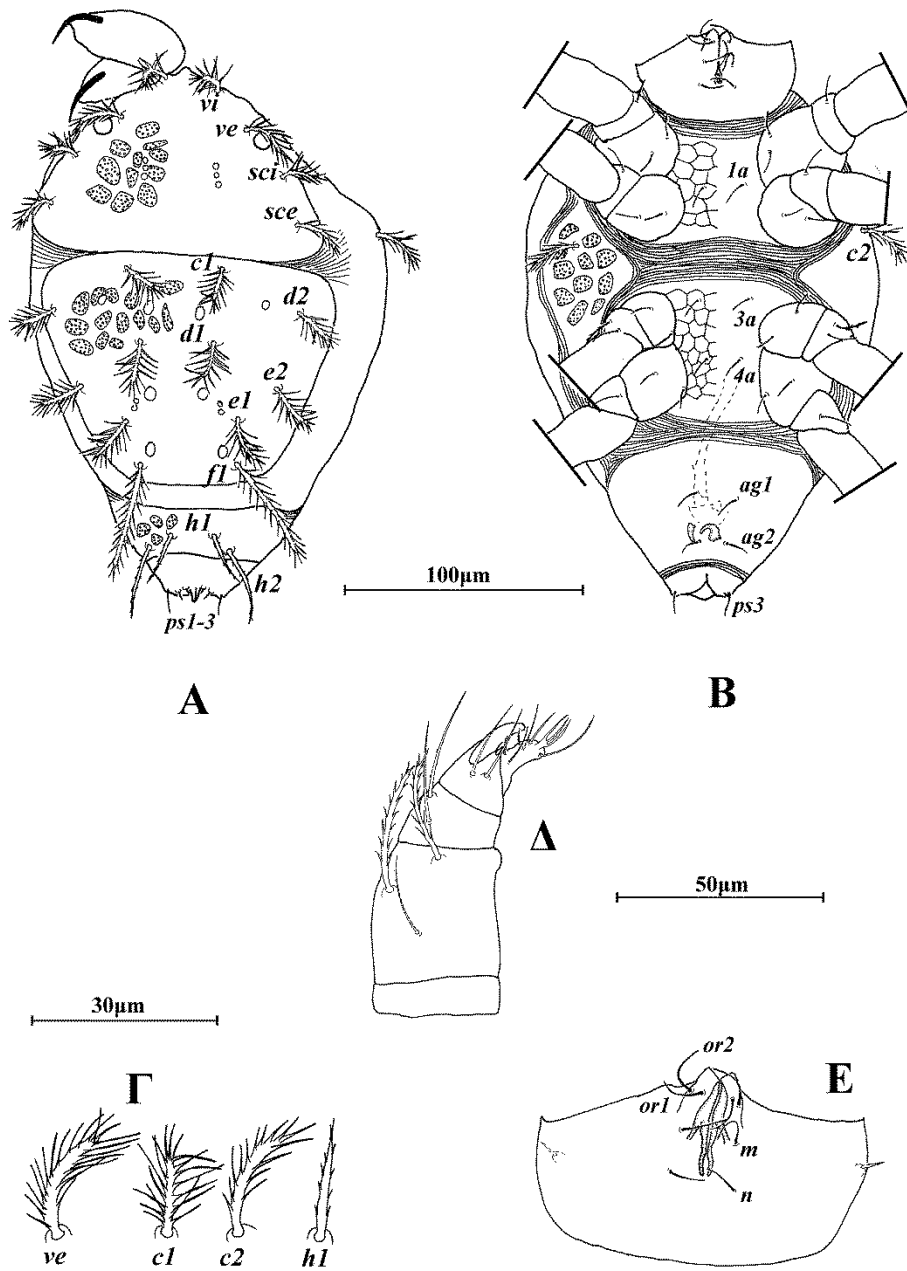 vi
ve
sci
sce
c1
d2
d1
e2
e1
f1
h1
h2
ps1-3
1a
c2
3a
4a
ag1
ag2
ps3
100μm
Α
Β
Δ
50μm
30μm
Γ
Ε
or2
or1
m
n
ve
c1
c2
h1